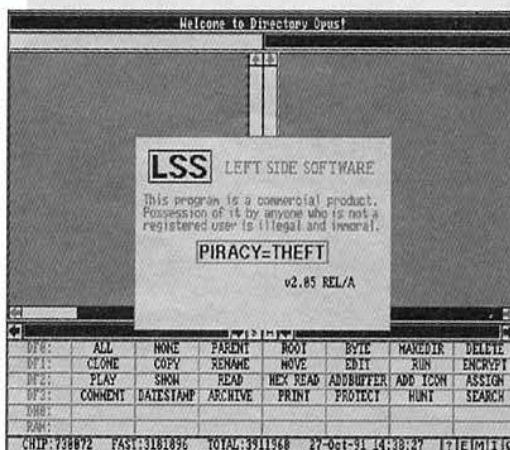 Welcome to Directory Opus!
LSS LEFT SIDE SOFTWARE
This program is a commercial product.
Possession of it by anyone who is not a
registered user is illegal and immoral.
PIRACY=THEFT
v2.05 REL/A
S M
DF0: ALL NONE PARENT ROOT BYTE MAKEDIR DELETE
DF1: CLONE COPY RENAME MOVE EDIT RUN ENCRYPT
DF2: PLAY SHOW READ HEX READ ADDBUFFER ADD ICON ASSIGN
DF3: COMMENT DATESTAMP ARCHIVE PRINT PROTECT HUNT SEARCH
DH0:
RAM:
CHIP:738872 FAST:3181896 TOTAL:3911968 27-Oct-91 14:38:27 ? E M I Q